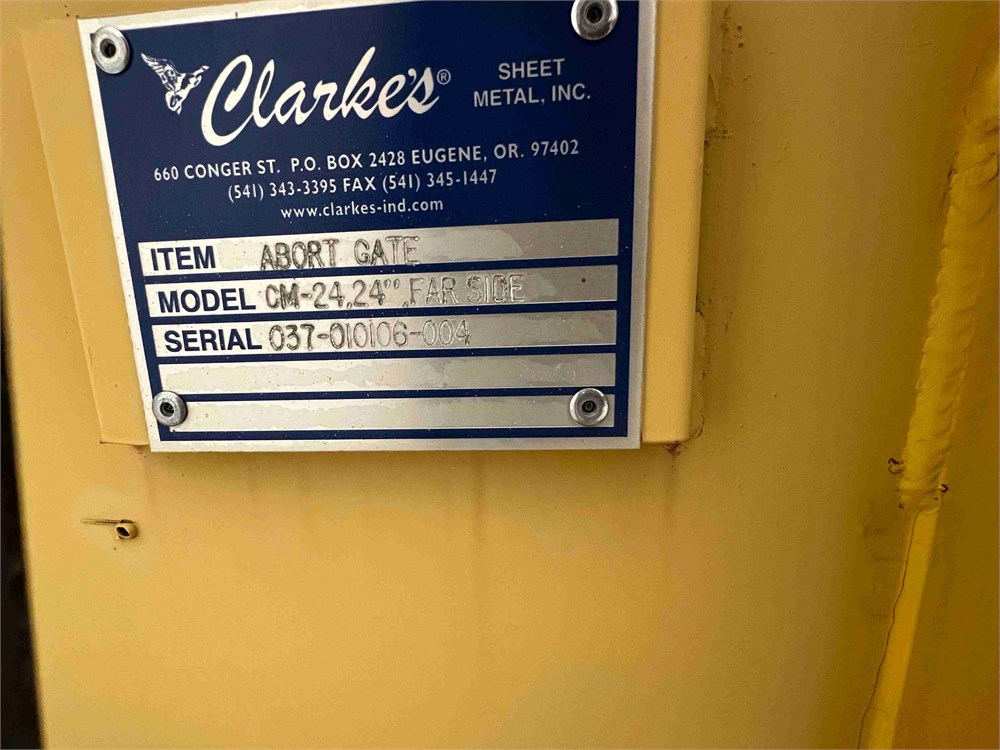 Clarke's® SHEET METAL, INC.
660 CONGER ST. P.O. BOX 2428 EUGENE, OR. 97402
(541) 343-3395 FAX (541) 345-1447
www.clarkes-ind.com
ITEM ABORT GATE
MODEL CM-24,24",FAR SIDE
SERIAL 037-010106-004